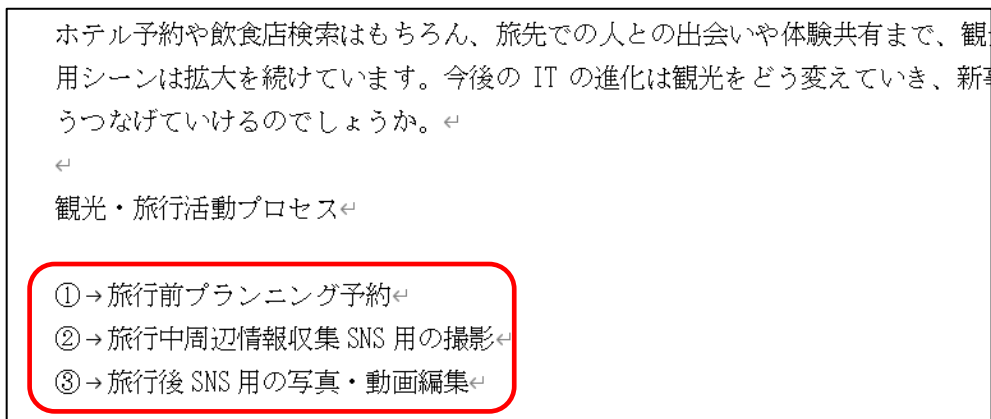 ホテル予約や飲食店検索はもちろん、旅先での人との出会いや体験共有まで、観
用シーンは拡大を続けています。今後の IT の進化は観光をどう変えていき、新
うつなげていけるのでしょうか。↵
↵
観光・旅行活動プロセス↵
①→旅行前プランニング予約↵
②→旅行中周辺情報収集 SNS 用の撮影↵
③→旅行後 SNS 用の写真・動画編集↵